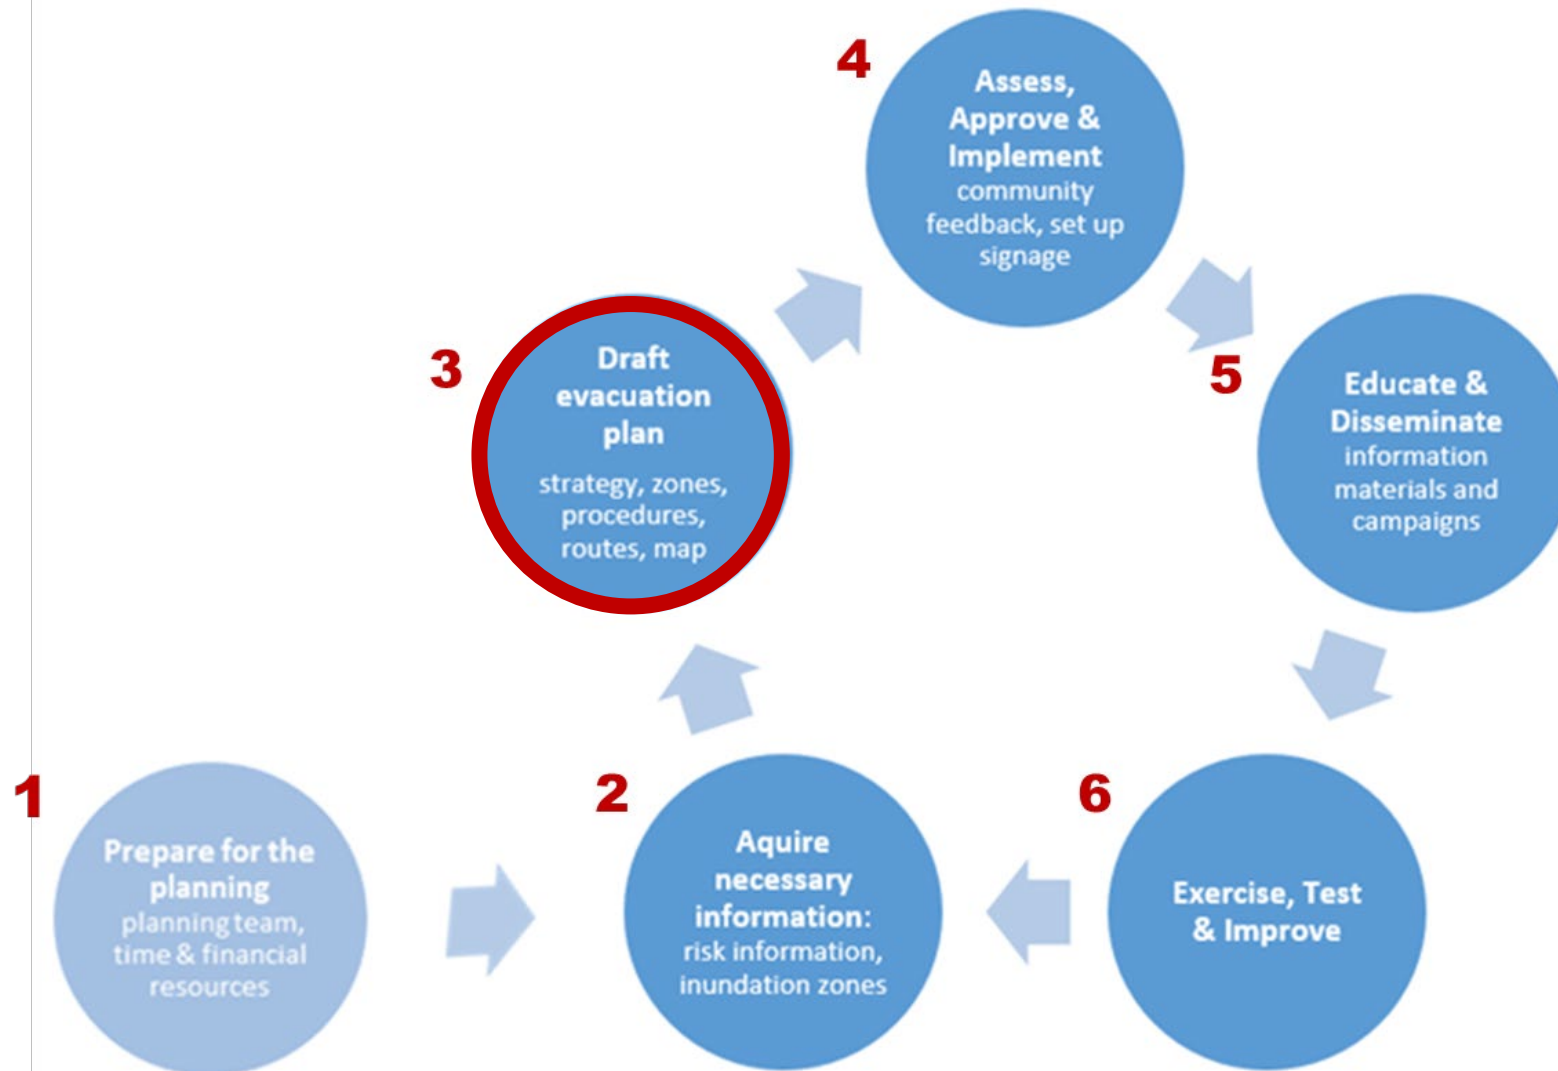 1
Prepare for the
planning
planning team,
time & financial
resources
2
Aquire
necessary
information:
risk information,
inundation zones
3
Draft
evacuation
plan
strategy, zones,
procedures,
routes, map
4
Assess,
Approve &
Implement
community
feedback, set up
signage
5
Educate &
Disseminate
information
materials and
campaigns
6
Exercise, Test
& Improve